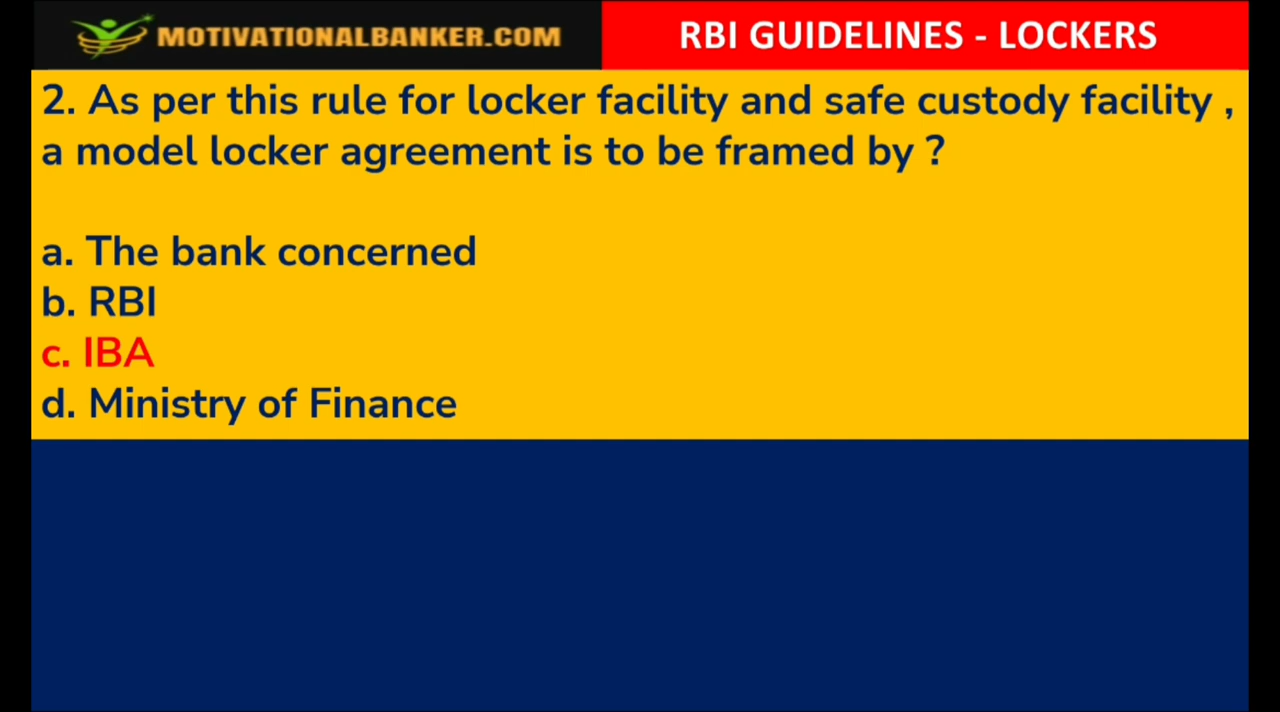 MOTIVATIONALBANKER.COM
RBI GUIDELINES - LOCKERS
2. As per this rule for locker facility and safe custody facility ,
a model locker agreement is to be framed by ?
a. The bank concerned
b. RBI
c. IBA
d. Ministry of Finance